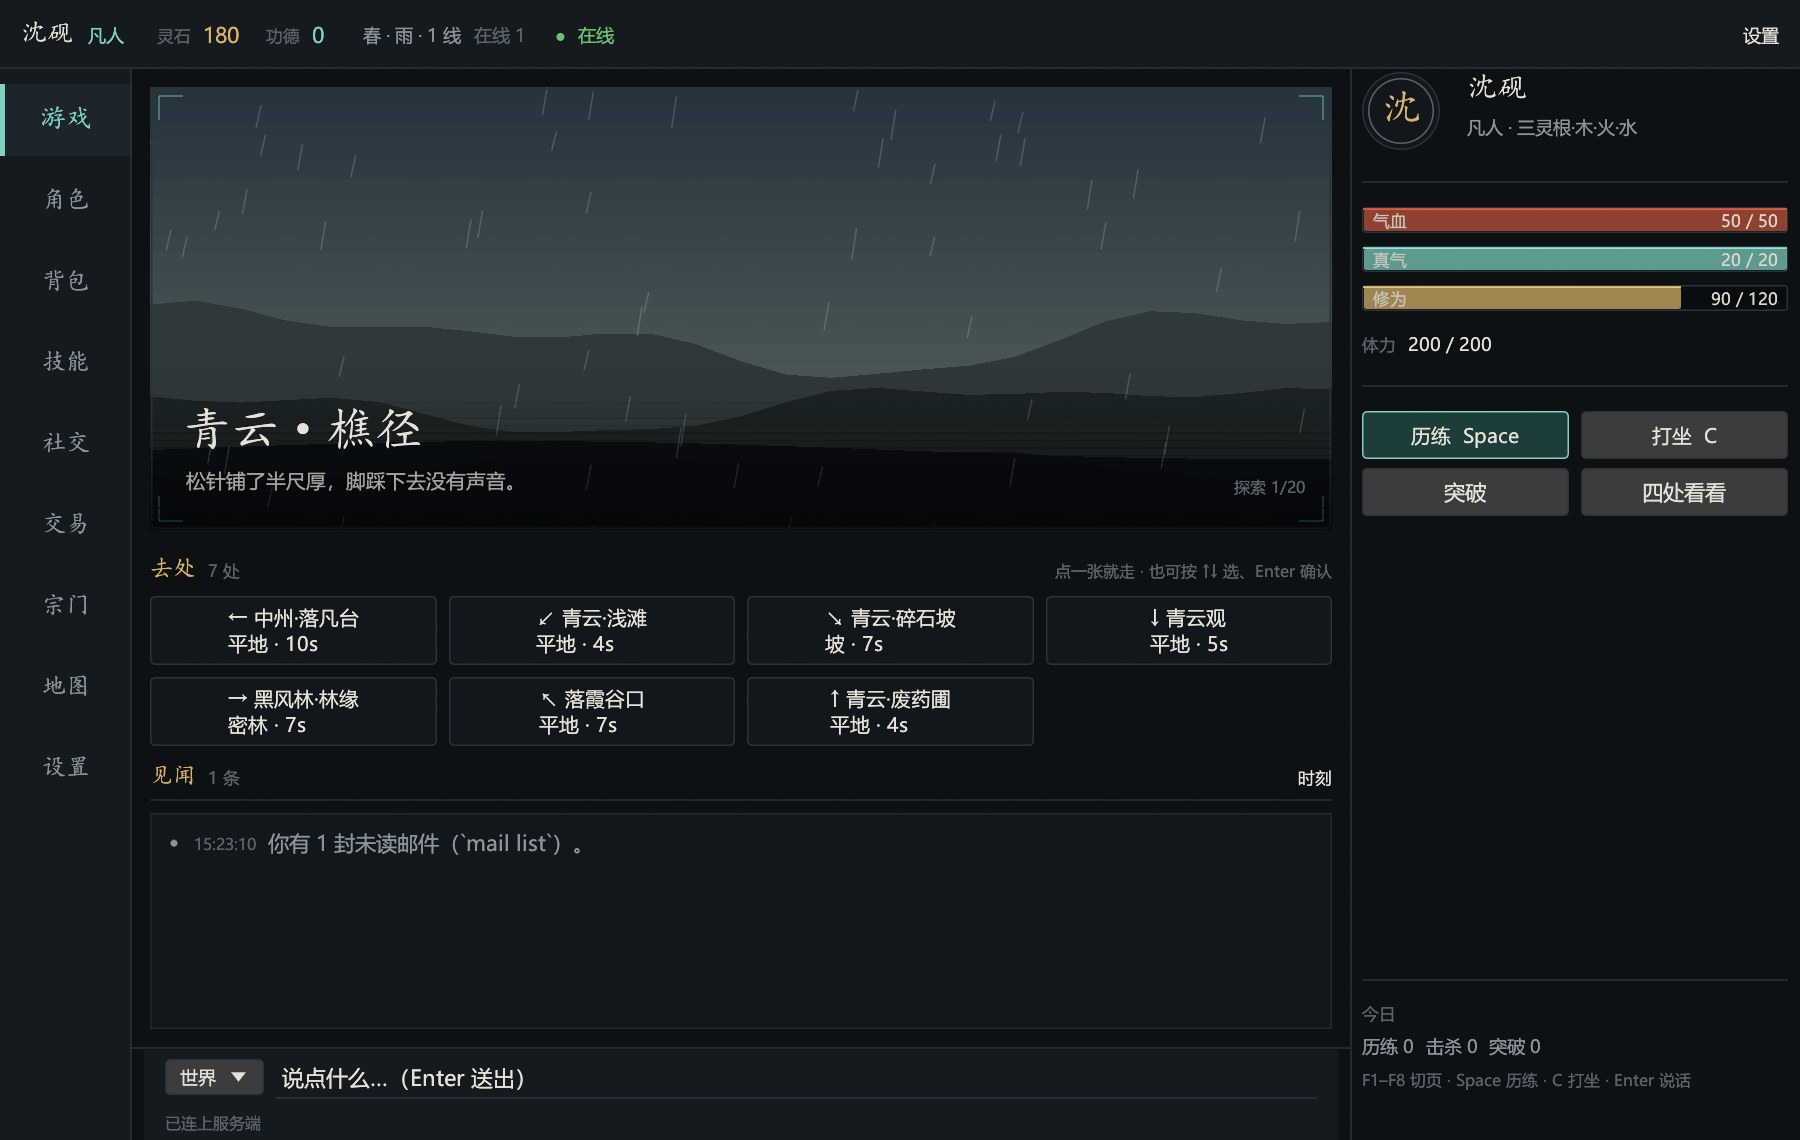 沈砚 凡人 灵石 180 功德 0 春 · 雨 · 1 线 在线 1 ● 在线 设置
游戏
角色
背包
技能
社交
交易
宗门
地图
设置
青云·樵径
松针铺了半尺厚，脚踩下去没有声音。
探索 1/20
去处 7 处 点一张就走 · 也可按 ↑↓ 选、Enter 确认
← 中州·落凡台
平地 · 10s
↙ 青云·浅滩
平地 · 4s
↘ 青云·碎石坡
坡 · 7s
↓ 青云观
平地 · 5s
→ 黑风林·林缘
密林 · 7s
↖ 落霞谷口
平地 · 7s
↑ 青云·废药圃
平地 · 4s
见闻 1 条 时刻
• 15:23:10 你有 1 封未读邮件（`mail list`）。
世界 ▼ 说点什么...（Enter 送出）
已连上服务端
沈
沈砚
凡人 · 三灵根·木·火·水
气血 50 / 50
真气 20 / 20
修为 90 / 120
体力 200 / 200
历练 Space
打坐 C
突破
四处看看
今日
历练 0 击杀 0 突破 0
F1–F8 切页 · Space 历练 · C 打坐 · Enter 说话